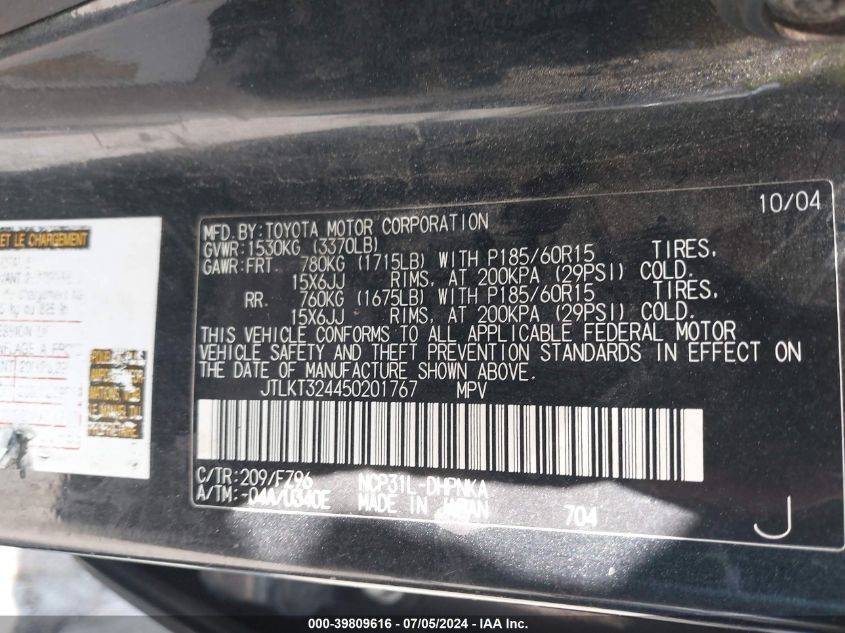 ET LE CHARGEMENT
10/04
MFD. BY: TOYOTA MOTOR CORPORATION
GVWR: 1530KG (3370LB)
GAWR: FRT. 780KG (1715LB) WITH P185/60R15 TIRES,
15X6JJ RIMS, AT 200KPA (29PSI) COLD.
RR. 760KG (1675LB) WITH P185/60R15 TIRES,
15X6JJ RIMS, AT 200KPA (29PSI) COLD.
THIS VEHICLE CONFORMS TO ALL APPLICABLE FEDERAL MOTOR
VEHICLE SAFETY AND THEFT PREVENTION STANDARDS IN EFFECT ON
THE DATE OF MANUFACTURE SHOWN ABOVE.
JTLKT324450201767 MPV
LE MANUEL DU
C/TR: 209/FZ96 NCP31L-DHPNKA
A/TM: -04A/U340E MADE IN JAPAN 704 J
000-39809616 - 07/05/2024 - IAA Inc.